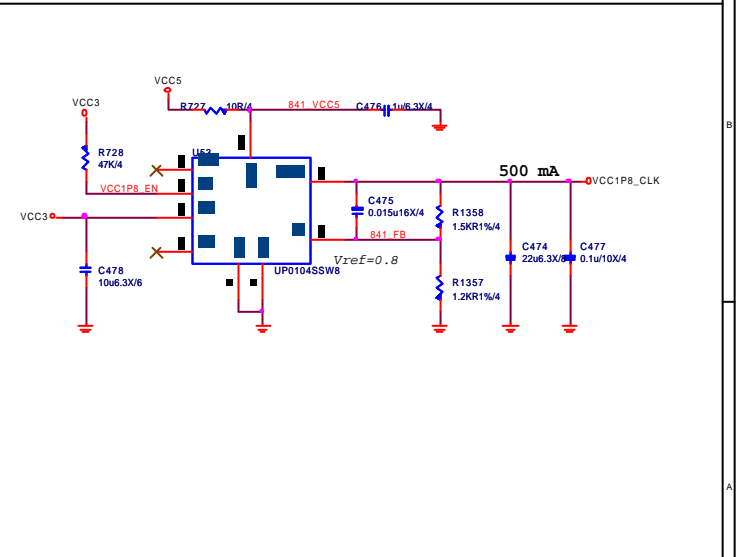 VCC5
VCC3
R727
10R/4
841_VCC5
C476
1u/6.3X/4
B
R728
47K/4
U52
VCC1P8_EN
500 mA
VCC1P8_CLK
C475
0.015u16X/4
R1358
1.5KR1%/4
VCC3
841_FB
C474
22u6.3X/8
C477
0.1u/10X/4
Vref=0.8
C478
10u6.3X/6
UP0104SSW8
R1357
1.2KR1%/4
A